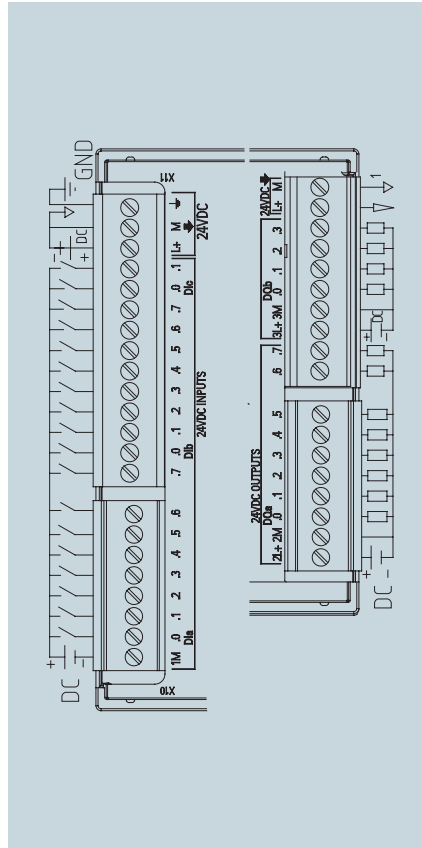 GND
X11
24VDC
L+ M
DC
+
.7 .0 .1 .2 .3 .4 .5 .6 .7 .0 .1
DIb DIc
24VDC INPUTS
1M .0 .1 .2 .3 .4 .5 .6
DIa
X10
+
DC
-
24VDC
L+ M
1
3L+ 3M .0 .1 .2 .3
DQb
+
DC
-
.6 .7
24VDC OUTPUTS
2L+ 2M .0 .1 .2 .3 .4 .5
DQa
+
DC -